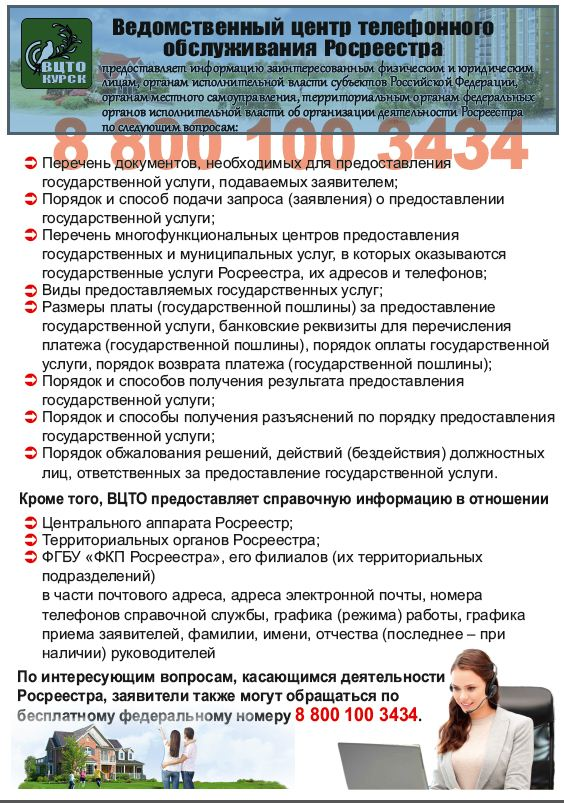 ВЦТО
КУРСК
Ведомственный центр телефонного
обслуживания Росреестра
предоставляет информацию заинтересованным физическим и юридическим
лицам, органам исполнительной власти субъектов Российской Федерации,
органам местного самоуправления, территориальным органам федеральных
органов исполнительной власти об организации деятельности Росреестра
по следующим вопросам:
8 800 100 3434
Перечень документов, необходимых для предоставления
государственной услуги, подаваемых заявителем;
Порядок и способ подачи запроса (заявления) о предоставлении
государственной услуги;
Перечень многофункциональных центров предоставления
государственных и муниципальных услуг, в которых оказываются
государственные услуги Росреестра, их адресов и телефонов;
Виды предоставляемых государственных услуг;
Размеры платы (государственной пошлины) за предоставление
государственной услуги, банковские реквизиты для перечисления
платежа (государственной пошлины), порядок оплаты государственной
услуги, порядок возврата платежа (государственной пошлины);
Порядок и способов получения результата предоставления
государственной услуги;
Порядок и способы получения разъяснений по порядку предоставления
государственной услуги;
Порядок обжалования решений, действий (бездействия) должностных
лиц, ответственных за предоставление государственной услуги.
Кроме того, ВЦТО предоставляет справочную информацию в отношении
Центрального аппарата Росреестр;
Территориальных органов Росреестра;
ФГБУ «ФКП Росреестра», его филиалов (их территориальных
подразделений)
в части почтового адреса, адреса электронной почты, номера
телефонов справочной службы, графика (режима) работы, графика
приема заявителей, фамилии, имени, отчества (последнее – при
наличии) руководителей
По интересующим вопросам, касающимся деятельности
Росреестра, заявители также могут обращаться по
бесплатному федеральному номеру 8 800 100 3434.